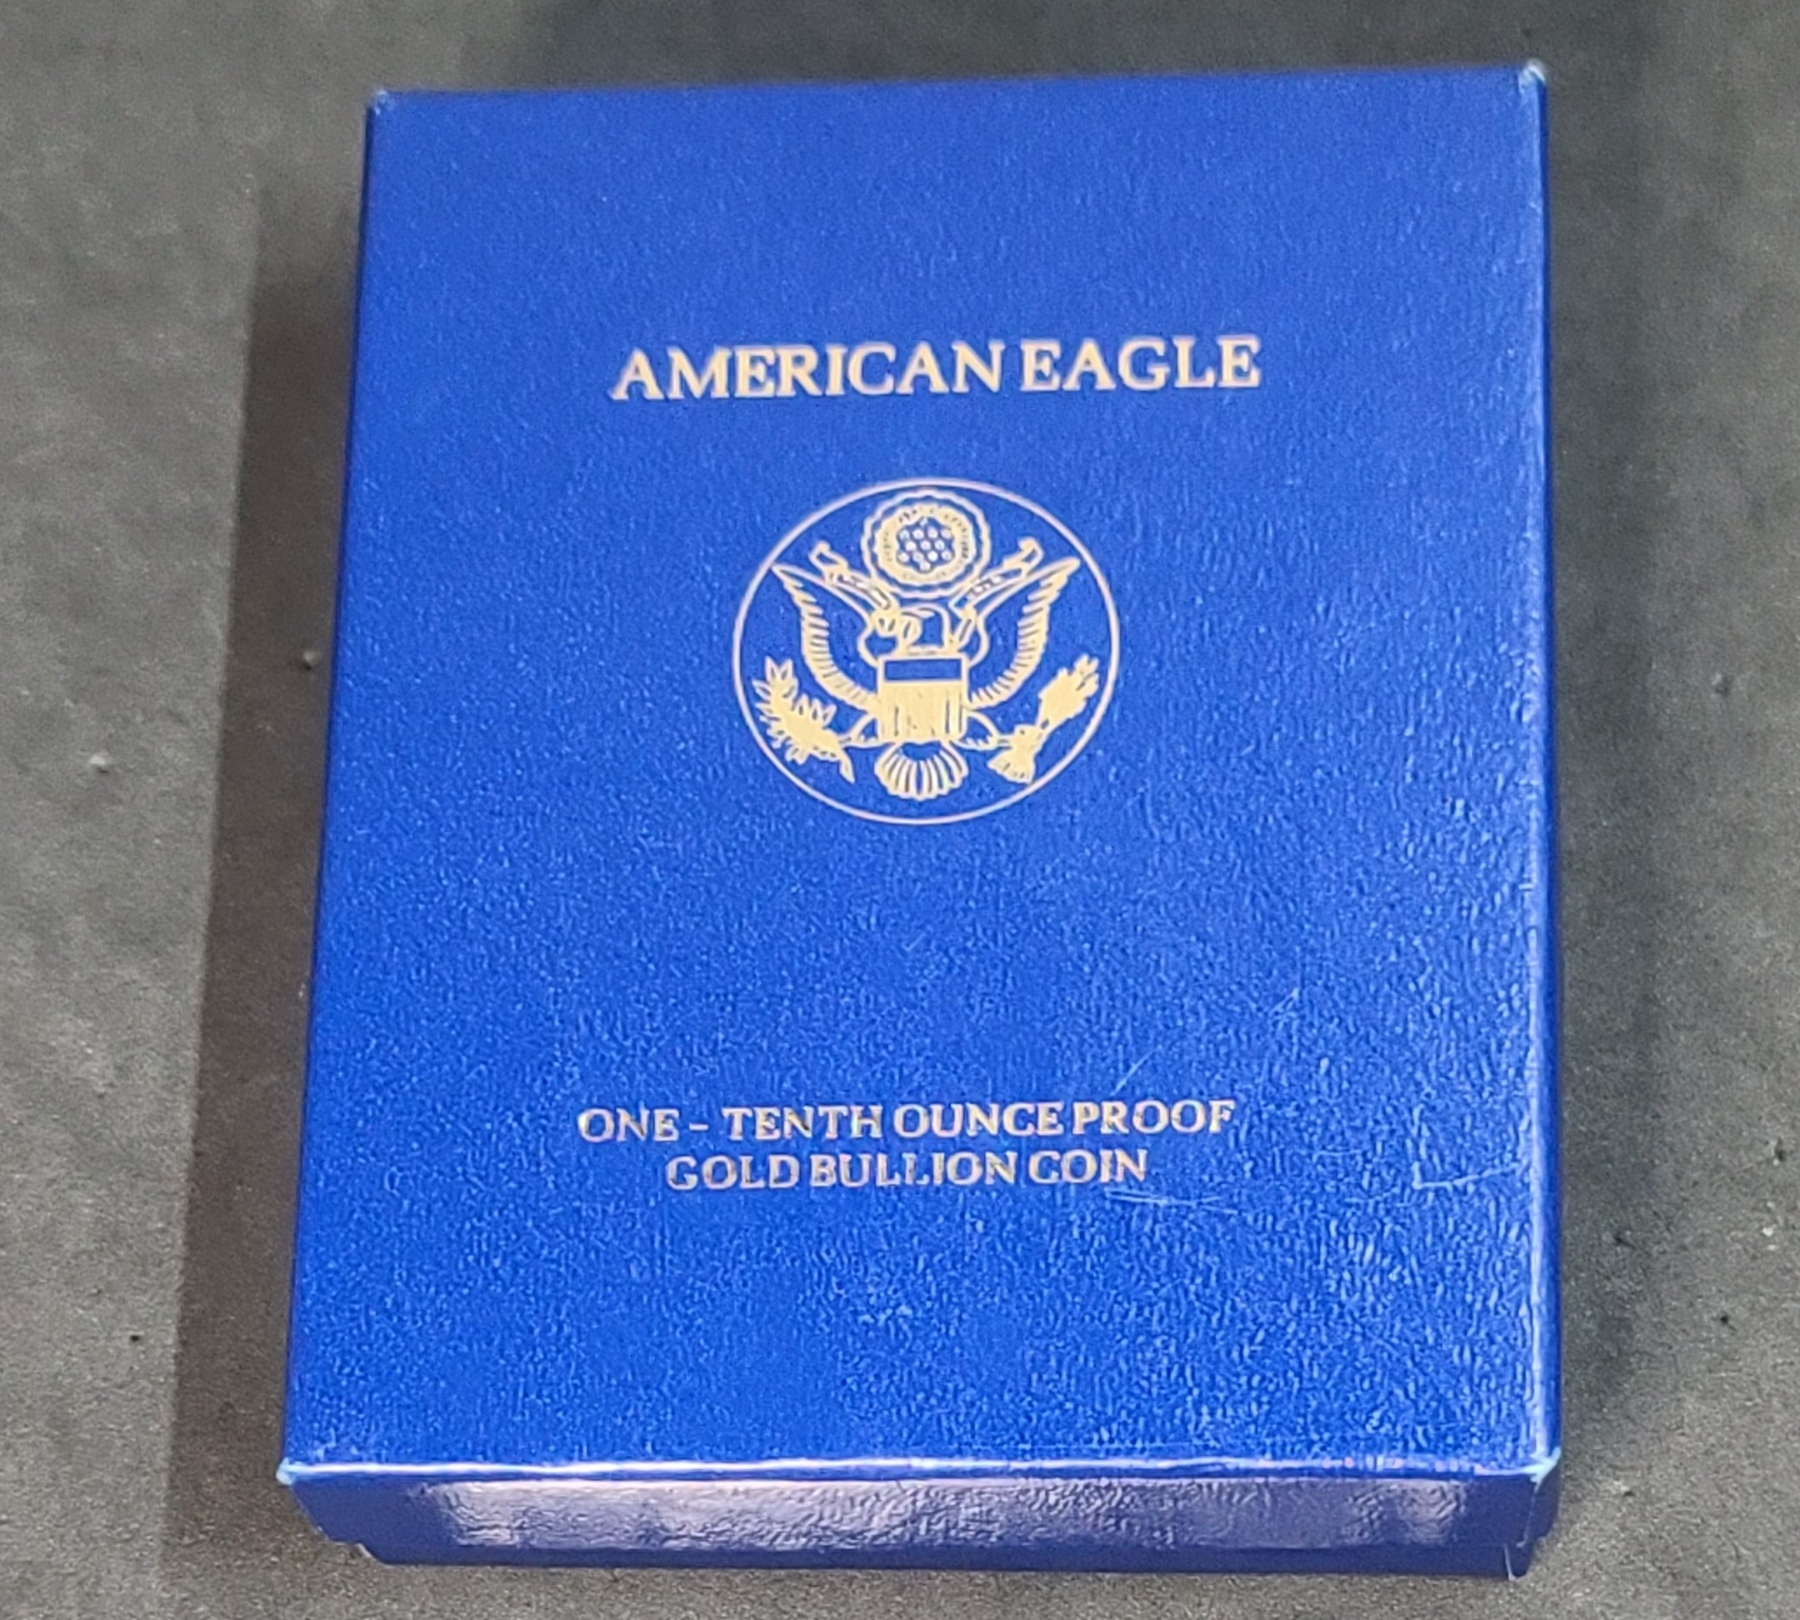 AMERICAN EAGLE
ONE - TENTH OUNCE PROOF
GOLD BULLION COIN